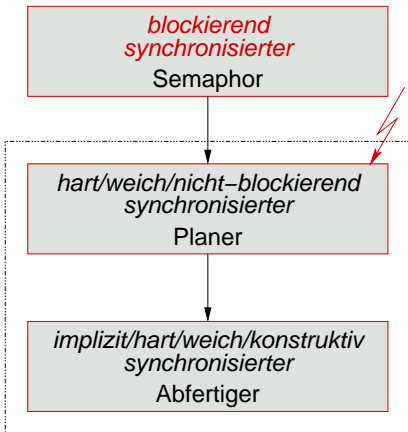 blockierend
synchronisierter
Semaphor
hart/weich/nicht−blockierend
synchronisierter
Planer
implizit/hart/weich/konstruktiv
synchronisierter
Abfertiger